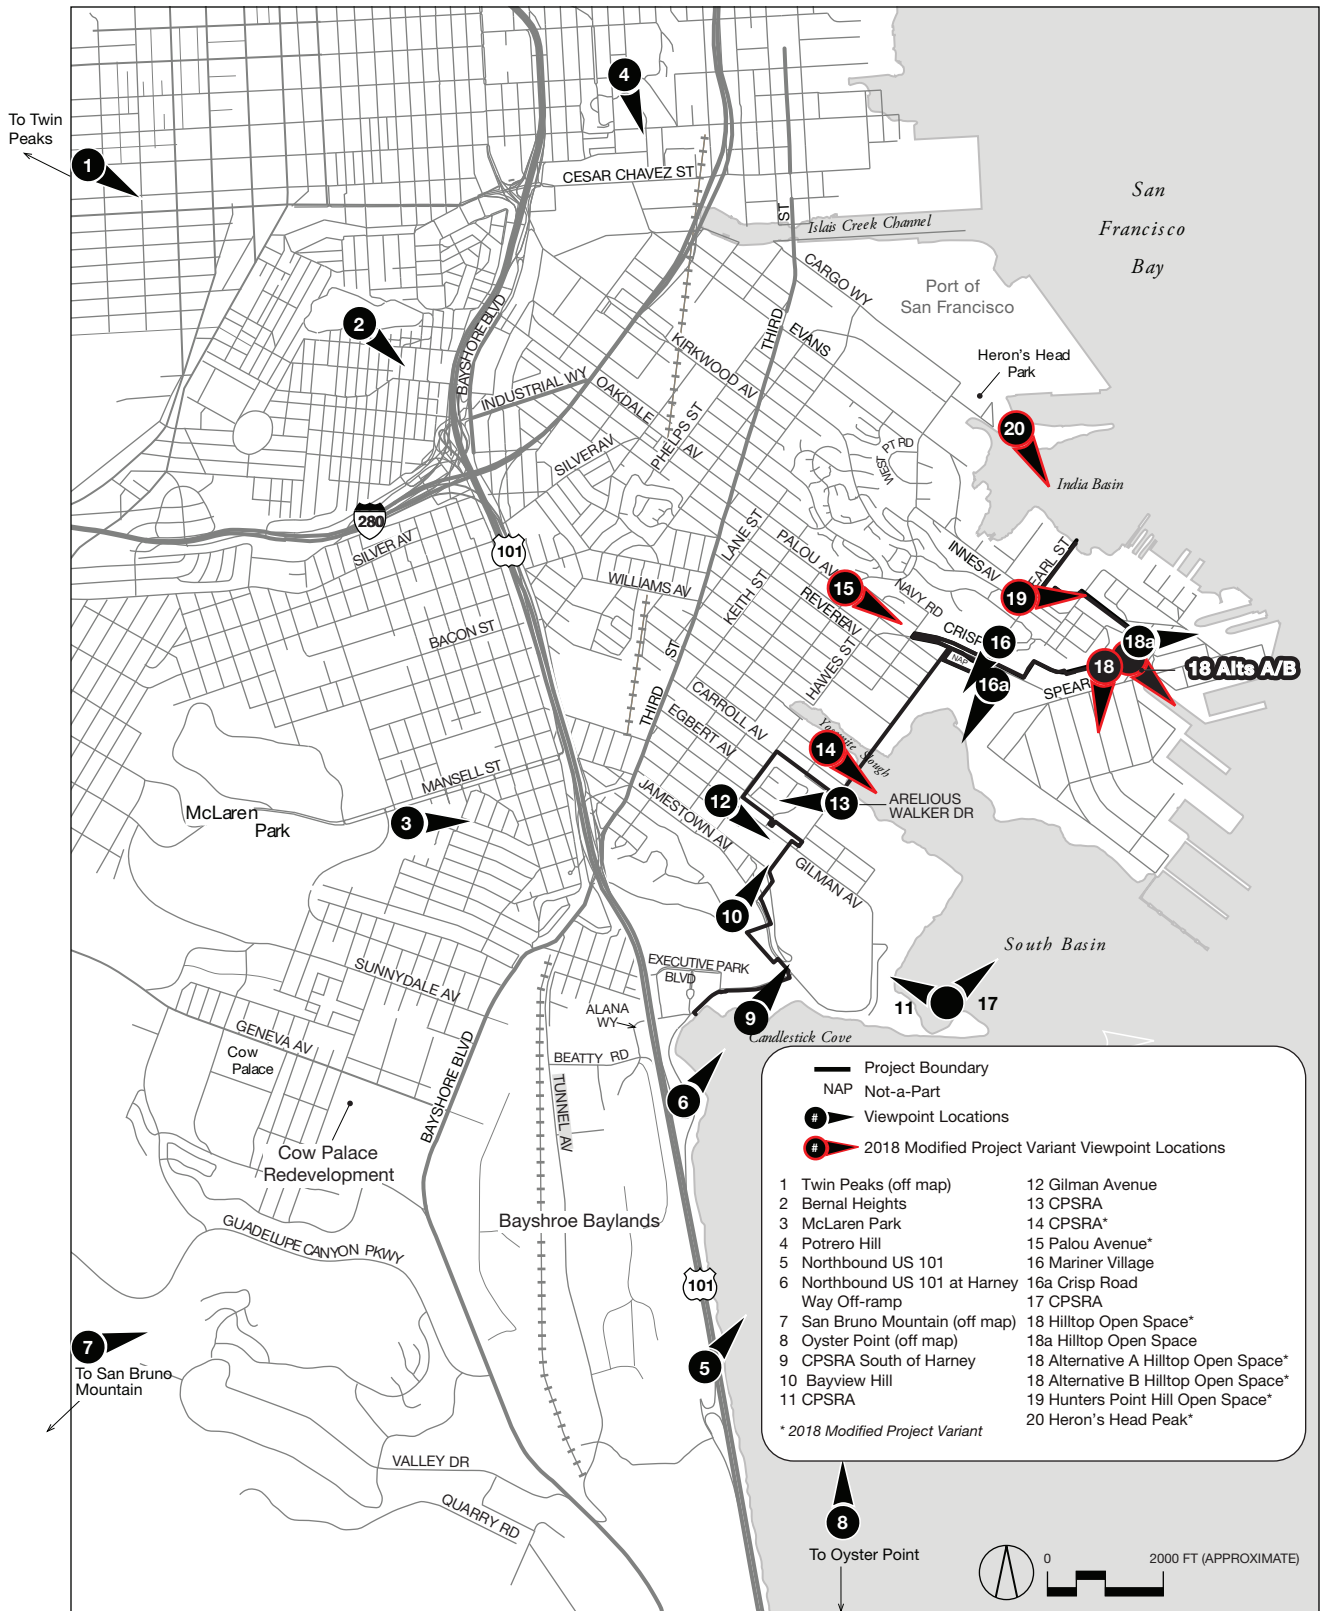 To Twin
Peaks
1
4
CESAR CHAVEZ ST
ST
Islais Creek Channel
San
Francisco
Bay
CARGO WY
Port of
San Francisco
2
BAYSHORE BLVD
THIRD
EVANS
KIRKWOOD AV
Heron's Head
Park
INDUSTRIAL WY
OAKDALE
AV
PHELPS ST
SILVER AV
20
PT RD
WEST
India Basin
280
SILVER AV
101
LANE ST
PALOU AV
INNES AV
EARL ST
WILLIAMS AV
KEITH ST
15
REVERE AV
NAVY RD
19
BACON ST
CRISP
16
NAP
16a
18a
18
18 Alts A/B
SPEAR
HAWES ST
ST
THIRD
CARROLL AV
EGBERT AV
Yosemite Slough
14
MANSELL ST
JAMESTOWN AV
12
13
ARELIOUS
WALKER DR
McLaren
Park
3
GILMAN AV
10
South Basin
SUNNYDALE AV
EXECUTIVE PARK
BLVD
11
17
ALANA
WY
9
Candlestick Cove
GENEVA AV
Cow
Palace
BAYSHORE BLVD
BEATTY RD
TUNNEL AV
6
Cow Palace
Redevelopment
Bayshroe Baylands
GUADELUPE CANYON PKWY
101
7
To San Bruno
Mountain
5
VALLEY DR
QUARRY RD
Project Boundary
NAP Not-a-Part
# Viewpoint Locations
# 2018 Modified Project Variant Viewpoint Locations
1 Twin Peaks (off map)
2 Bernal Heights
3 McLaren Park
4 Potrero Hill
5 Northbound US 101
6 Northbound US 101 at Harney
Way Off-ramp
7 San Bruno Mountain (off map)
8 Oyster Point (off map)
9 CPSRA South of Harney
10 Bayview Hill
11 CPSRA
* 2018 Modified Project Variant
12 Gilman Avenue
13 CPSRA
14 CPSRA*
15 Palou Avenue*
16 Mariner Village
16a Crisp Road
17 CPSRA
18 Hilltop Open Space*
18a Hilltop Open Space
18 Alternative A Hilltop Open Space*
18 Alternative B Hilltop Open Space*
19 Hunters Point Hill Open Space*
20 Heron's Head Peak*
8
To Oyster Point
0 2000 FT (APPROXIMATE)